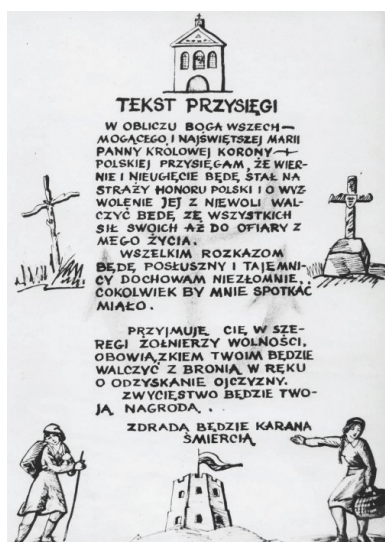 TEKST PRZYSIĘGI
W OBLICZU BOGA WSZECH-
MOGĄCEGO I NAJŚWIĘTSZEJ MARII
PANNY KRÓLOWEJ KORONY
POLSKIEJ PRZYSIĘGAM, ŻE WIER-
NIE I NIEUGIĘCIE BĘDĘ STAŁ NA
STRAŻY HONORU POLSKI I O WYZ
WOLENIE JEJ Z NIEWOLI WAL-
CZYĆ BĘDĘ ZE WSZYSTKICH
SIŁ SWOICH AŻ DO OFIARY Z
MEGO ŻYCIA.
WSZELKIM ROZKAZOM
BĘDĘ POSŁUSZNY I TAJEMNI-
CY DOCHOWAM NIEZŁOMNIE,
COKOLWIEK BY MNIE SPOTKAĆ
MIAŁO.
PRZYJMUJĘ CIĘ W SZE-
REGI ŻOŁNIERZY WOLNOŚCI.
OBOWIĄZKIEM TWOIM BĘDZIE
WALCZYĆ Z BRONIĄ W RĘKU
O ODZYSKANIE OJCZYZNY.
ZWYCIĘSTWO BĘDZIE TWO-
JĄ NAGRODĄ.
ZDRADA BĘDZIE KARANA
ŚMIERCIĄ